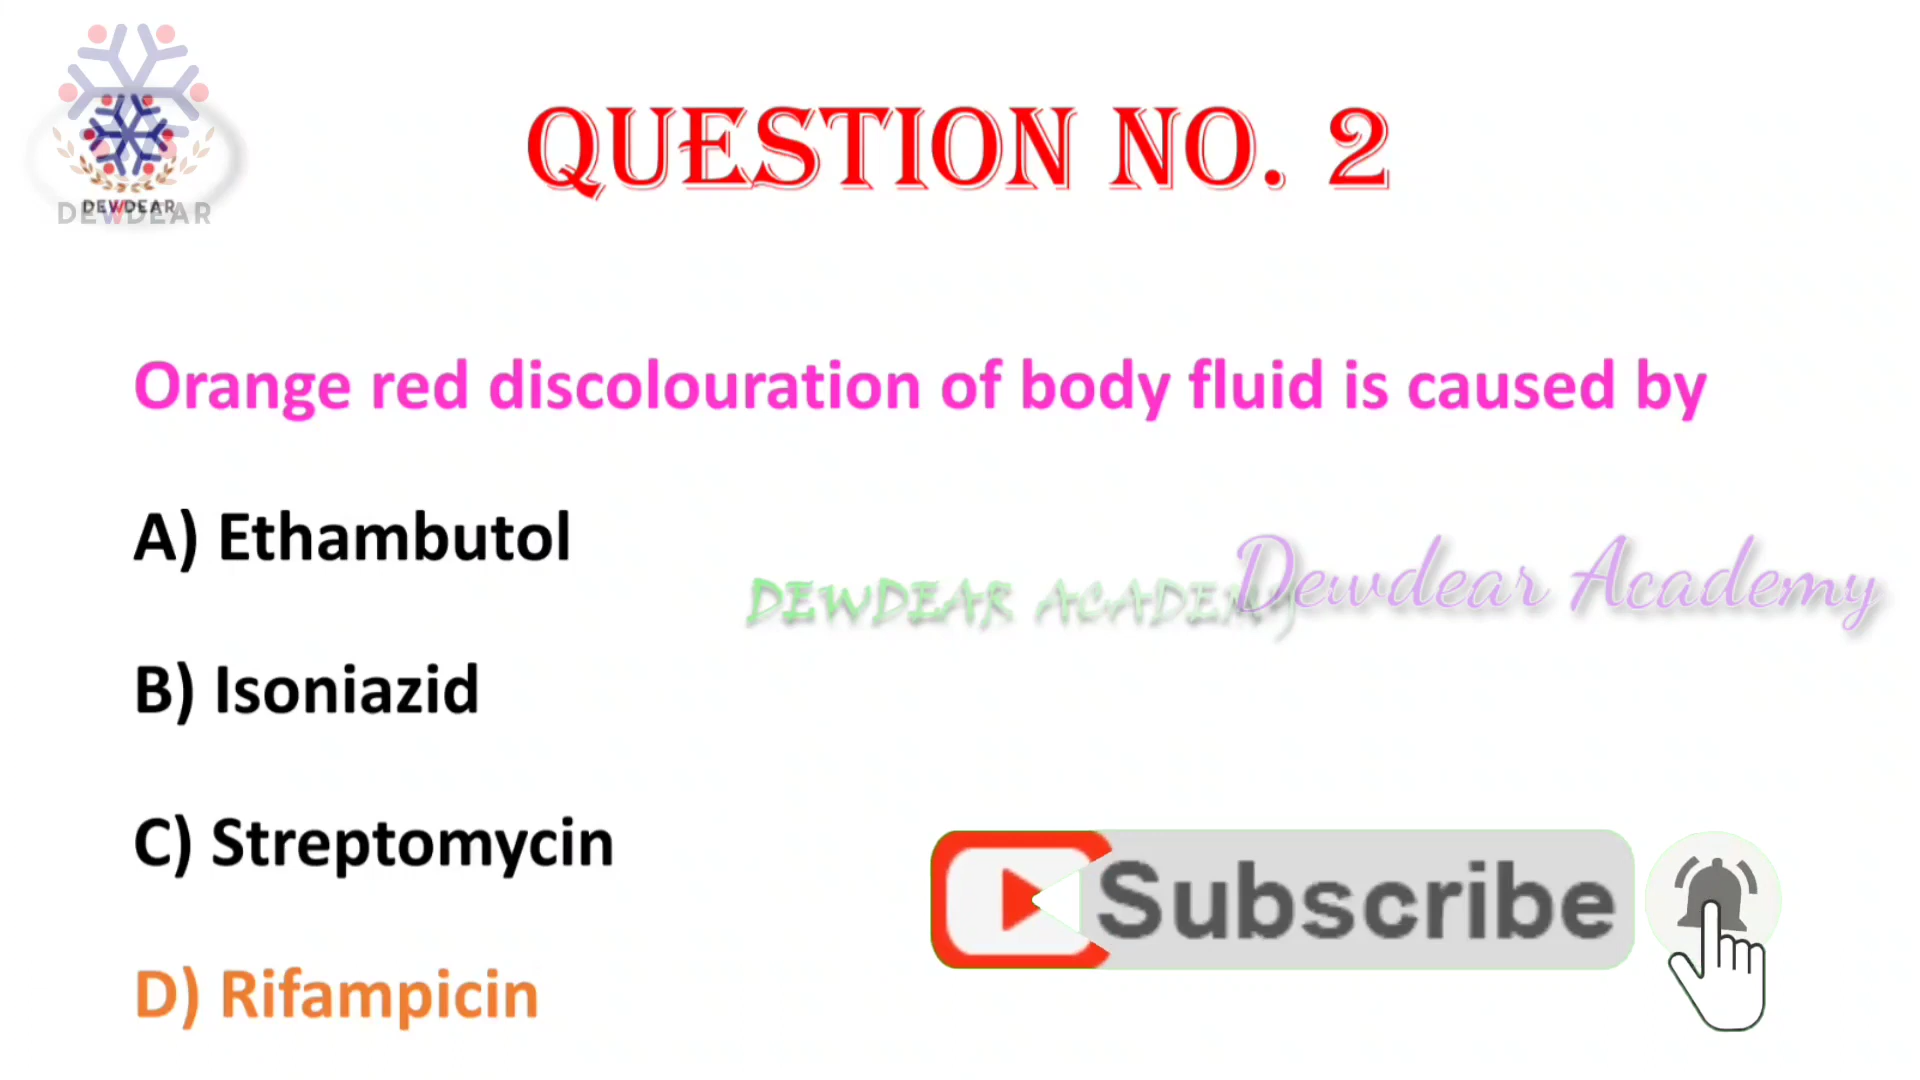 DEWDEAR
DEWDEAR
QUESTION NO. 2
Orange red discolouration of body fluid is caused by
A) Ethambutol
DEWDEAR ACADEMY
Dewdear Academy
B) Isoniazid
C) Streptomycin
Subscribe
D) Rifampicin